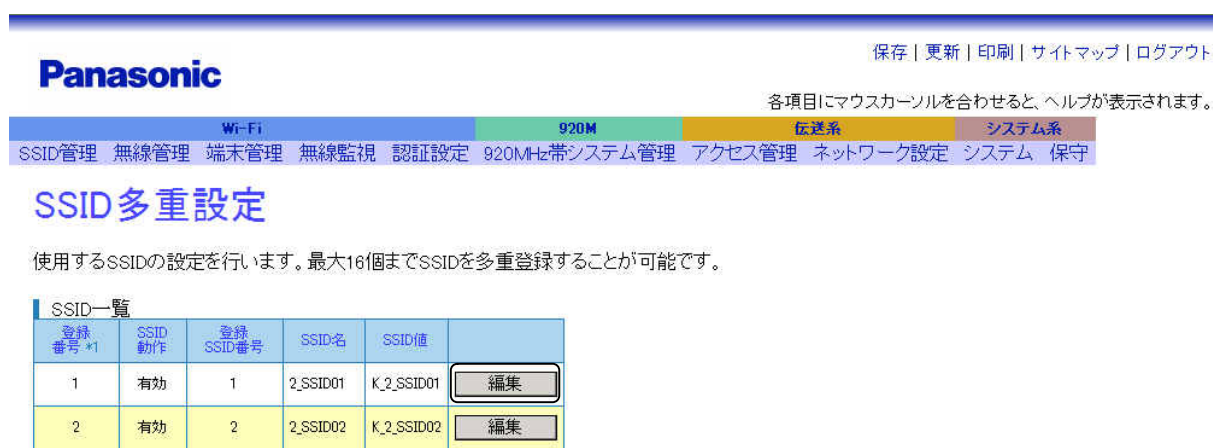 保存 | 更新 | 印刷 | サイトマップ | ログアウト
Panasonic
各項目にマウスカーソルを合わせると、ヘルプが表示されます。
Wi-Fi 920M 伝送系 システム系
SSID管理 無線管理 端末管理 無線監視 認証設定 920MHz帯システム管理 アクセス管理 ネットワーク設定 システム 保守
SSID多重設定
使用するSSIDの設定を行います。最大16個までSSIDを多重登録することが可能です。
SSID一覧
登録番号 *1 SSID動作 登録SSID番号 SSID名 SSID値
1 有効 1 2_SSID01 K_2_SSID01 編集
2 有効 2 2_SSID02 K_2_SSID02 編集